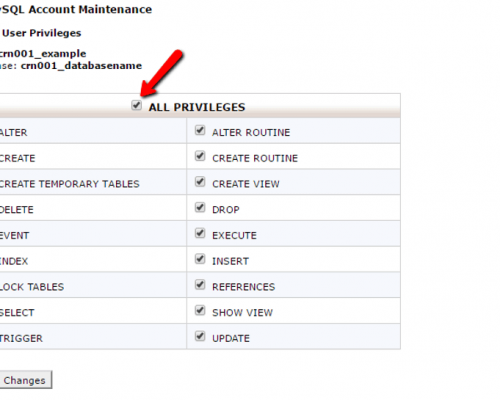 ySQL Account Maintenance
User Privileges
crn001_example
ase: crn001_databasename
ALL PRIVILEGES
ALTER ALTER ROUTINE
CREATE CREATE ROUTINE
CREATE TEMPORARY TABLES CREATE VIEW
DELETE DROP
EVENT EXECUTE
INDEX INSERT
LOCK TABLES REFERENCES
SELECT SHOW VIEW
TRIGGER UPDATE
Changes